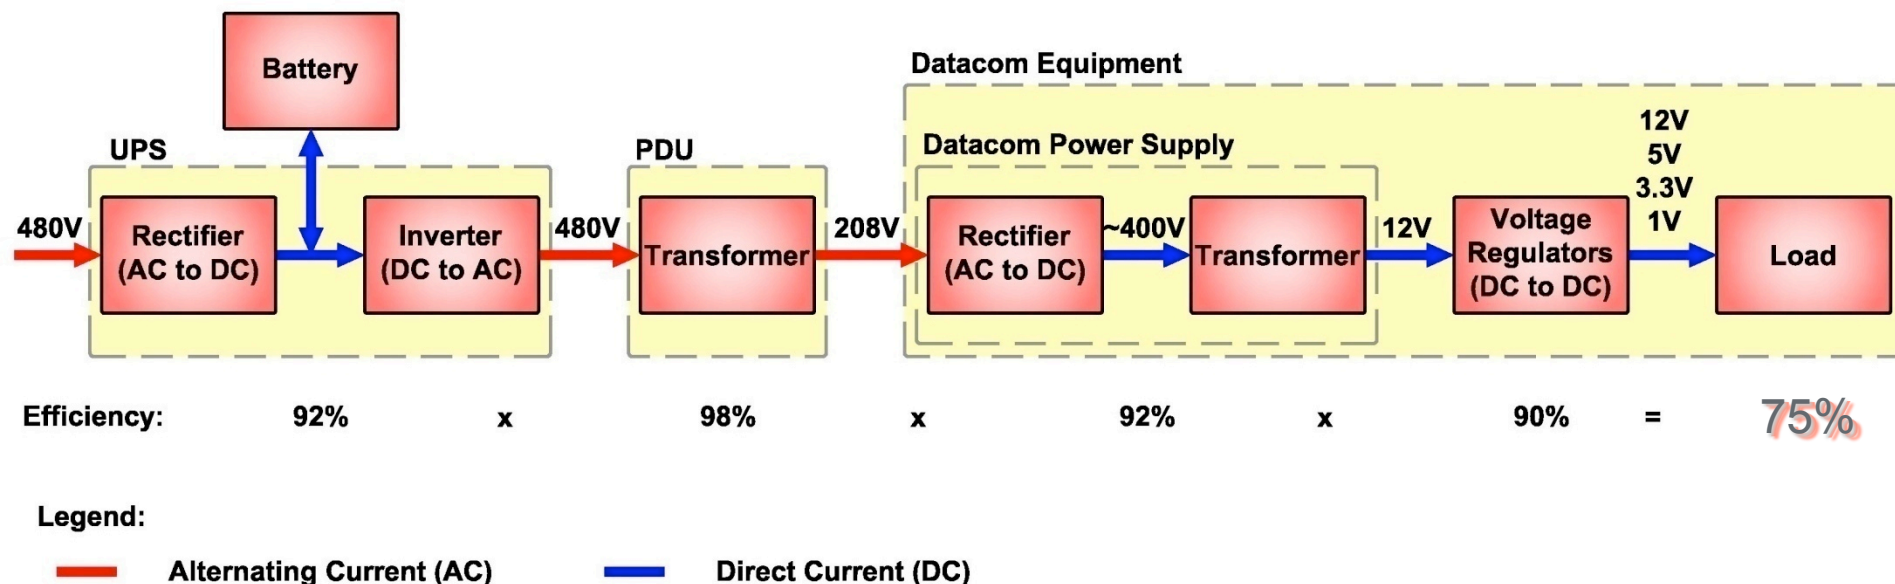 Battery
Datacom Equipment
UPS
PDU
Datacom Power Supply
12V
5V
3.3V
1V
480V
Rectifier
(AC to DC)
Inverter
(DC to AC)
480V
Transformer
208V
Rectifier
(AC to DC)
~400V
Transformer
12V
Voltage
Regulators
(DC to DC)
Load
Efficiency: 92% x 98% x 92% x 90% = 75%
Legend:
Alternating Current (AC) Direct Current (DC)